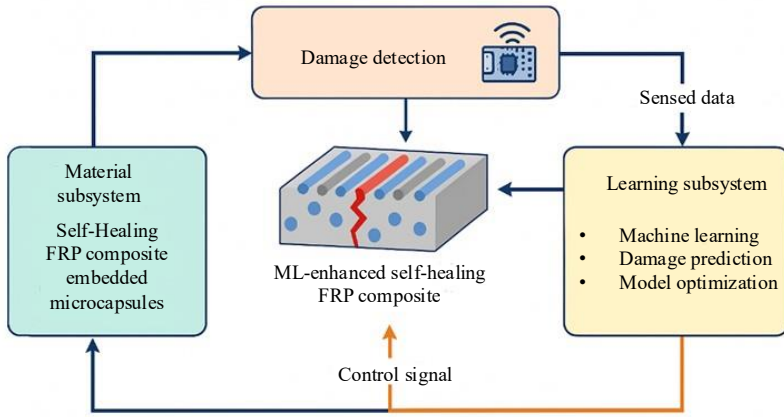 Damage detection
Sensed data
Material
subsystem
Self-Healing
FRP composite
embedded
microcapsules
ML-enhanced self-healing
FRP composite
Learning subsystem
• Machine learning
• Damage prediction
• Model optimization
Control signal